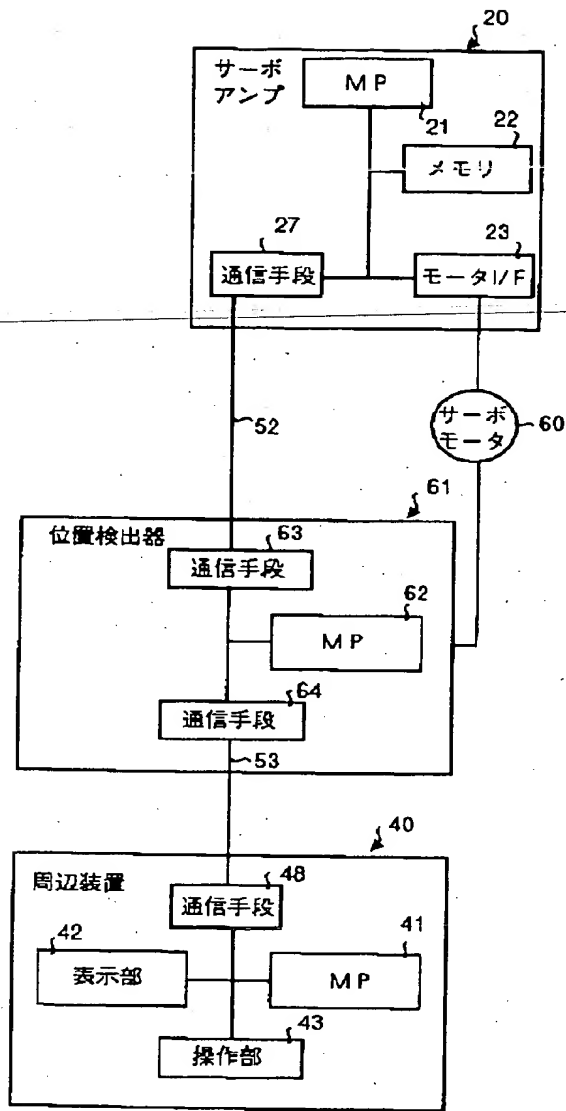 20
サーボ
アンプ
MP
21
22
メモリ
27
23
通信手段
モータI/F
52
サーボ
モータ
60
61
位置検出器
63
通信手段
62
MP
64
通信手段
53
40
周辺装置
48
通信手段
42
41
表示部
MP
43
操作部